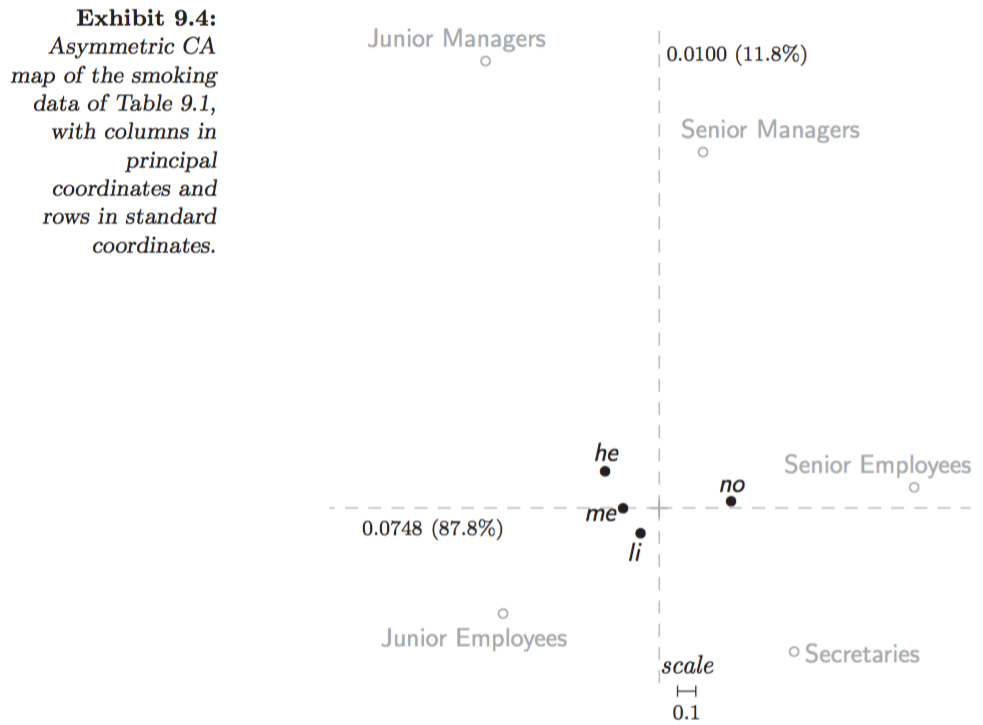 Exhibit 9.4:
Asymmetric CA
map of the smoking
data of Table 9.1,
with columns in
principal
coordinates and
rows in standard
coordinates.
Junior Managers
0.0100 (11.8%)
Senior Managers
he
Senior Employees
no
me
0.0748 (87.8%)
li
Junior Employees
Secretaries
scale
0.1